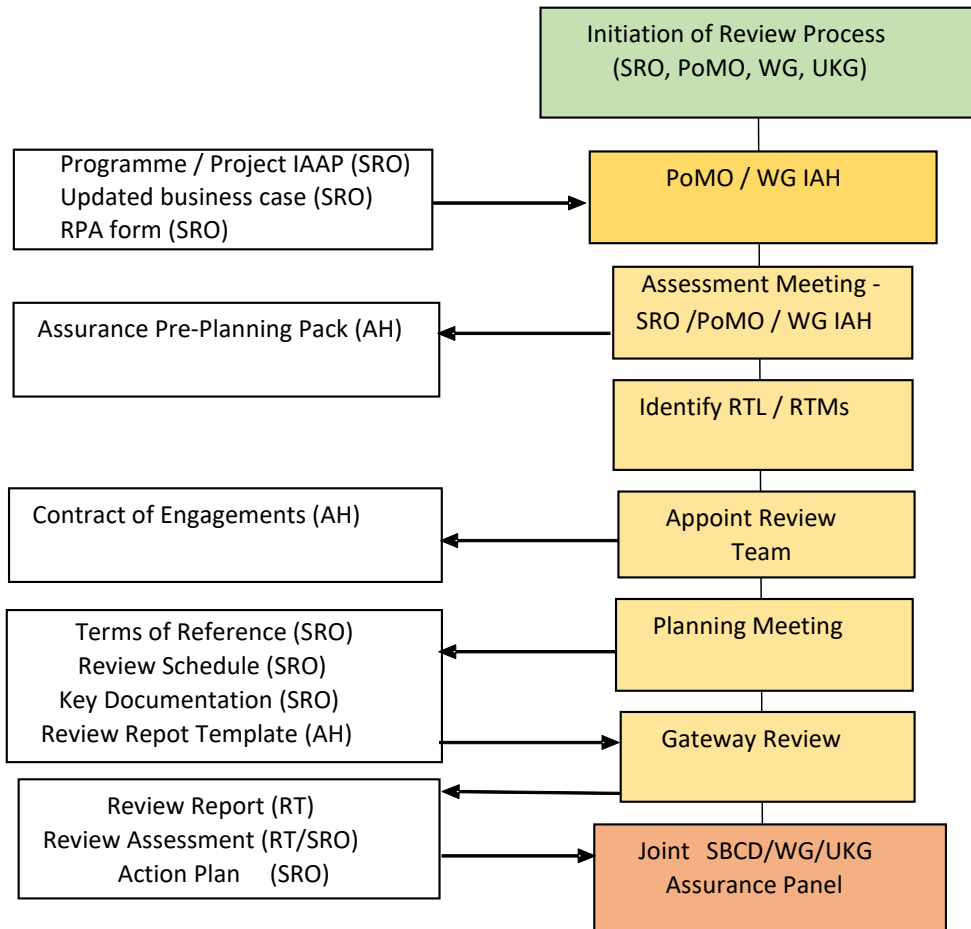 Initiation of Review Process
(SRO, PoMO, WG, UKG)
Programme / Project IAAP (SRO)
Updated business case (SRO)
RPA form (SRO)
PoMO / WG IAH
Assessment Meeting -
SRO /PoMO / WG IAH
Assurance Pre-Planning Pack (AH)
Identify RTL / RTMs
Contract of Engagements (AH)
Appoint Review
Team
Planning Meeting
Terms of Reference (SRO)
Review Schedule (SRO)
Key Documentation (SRO)
Review Repot Template (AH)
Gateway Review
Review Report (RT)
Review Assessment (RT/SRO)
Action Plan (SRO)
Joint SBCD/WG/UKG
Assurance Panel